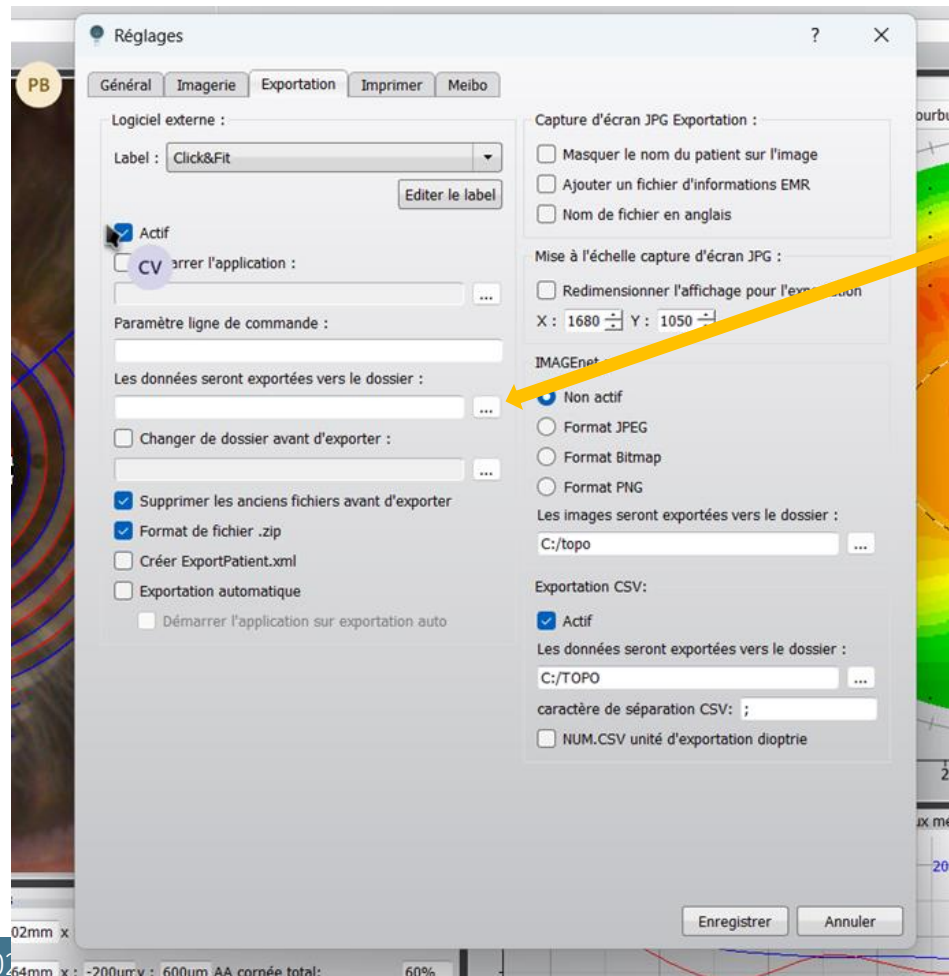 Réglages
?
PB
Général
Imagerie
Exportation
Imprimer
Meibo
Logiciel externe :
Label : Click&Fit
Editer le label
Actif
CV
arrer l'application :
...
Paramètre ligne de commande :
Les données seront exportées vers le dossier :
...
Changer de dossier avant d'exporter :
...
Supprimer les anciens fichiers avant d'exporter
Format de fichier .zip
Créer ExportPatient.xml
Exportation automatique
Démarrer l'application sur exportation auto
Capture d'écran JPG Exportation :
Masquer le nom du patient sur l'image
Ajouter un fichier d'informations EMR
Nom de fichier en anglais
Mise à l'échelle capture d'écran JPG :
Redimensionner l'affichage pour l'exportation
X : 1680 Y : 1050
IMAGEnet :
Non actif
Format JPEG
Format Bitmap
Format PNG
Les images seront exportées vers le dossier :
C:/topo
...
Exportation CSV:
Actif
Les données seront exportées vers le dossier :
C:/TOPO
...
caractère de séparation CSV: ;
NUM.CSV unité d'exportation dioptrie
Enregistrer
Annuler
02mm x
64mm x : -200µm y : 600µm AA cornée total: 60%
20